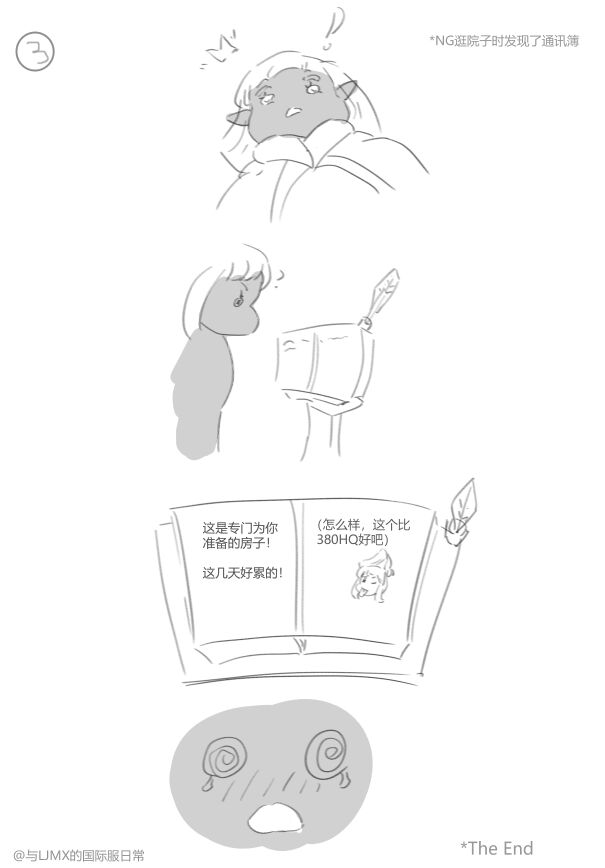 3
*NG逛院子时发现了通讯簿
!
这是专门为你
准备的房子！
这几天好累的！
（怎么样，这个比
380HQ好吧）
@与LJMX的国际服日常
*The End